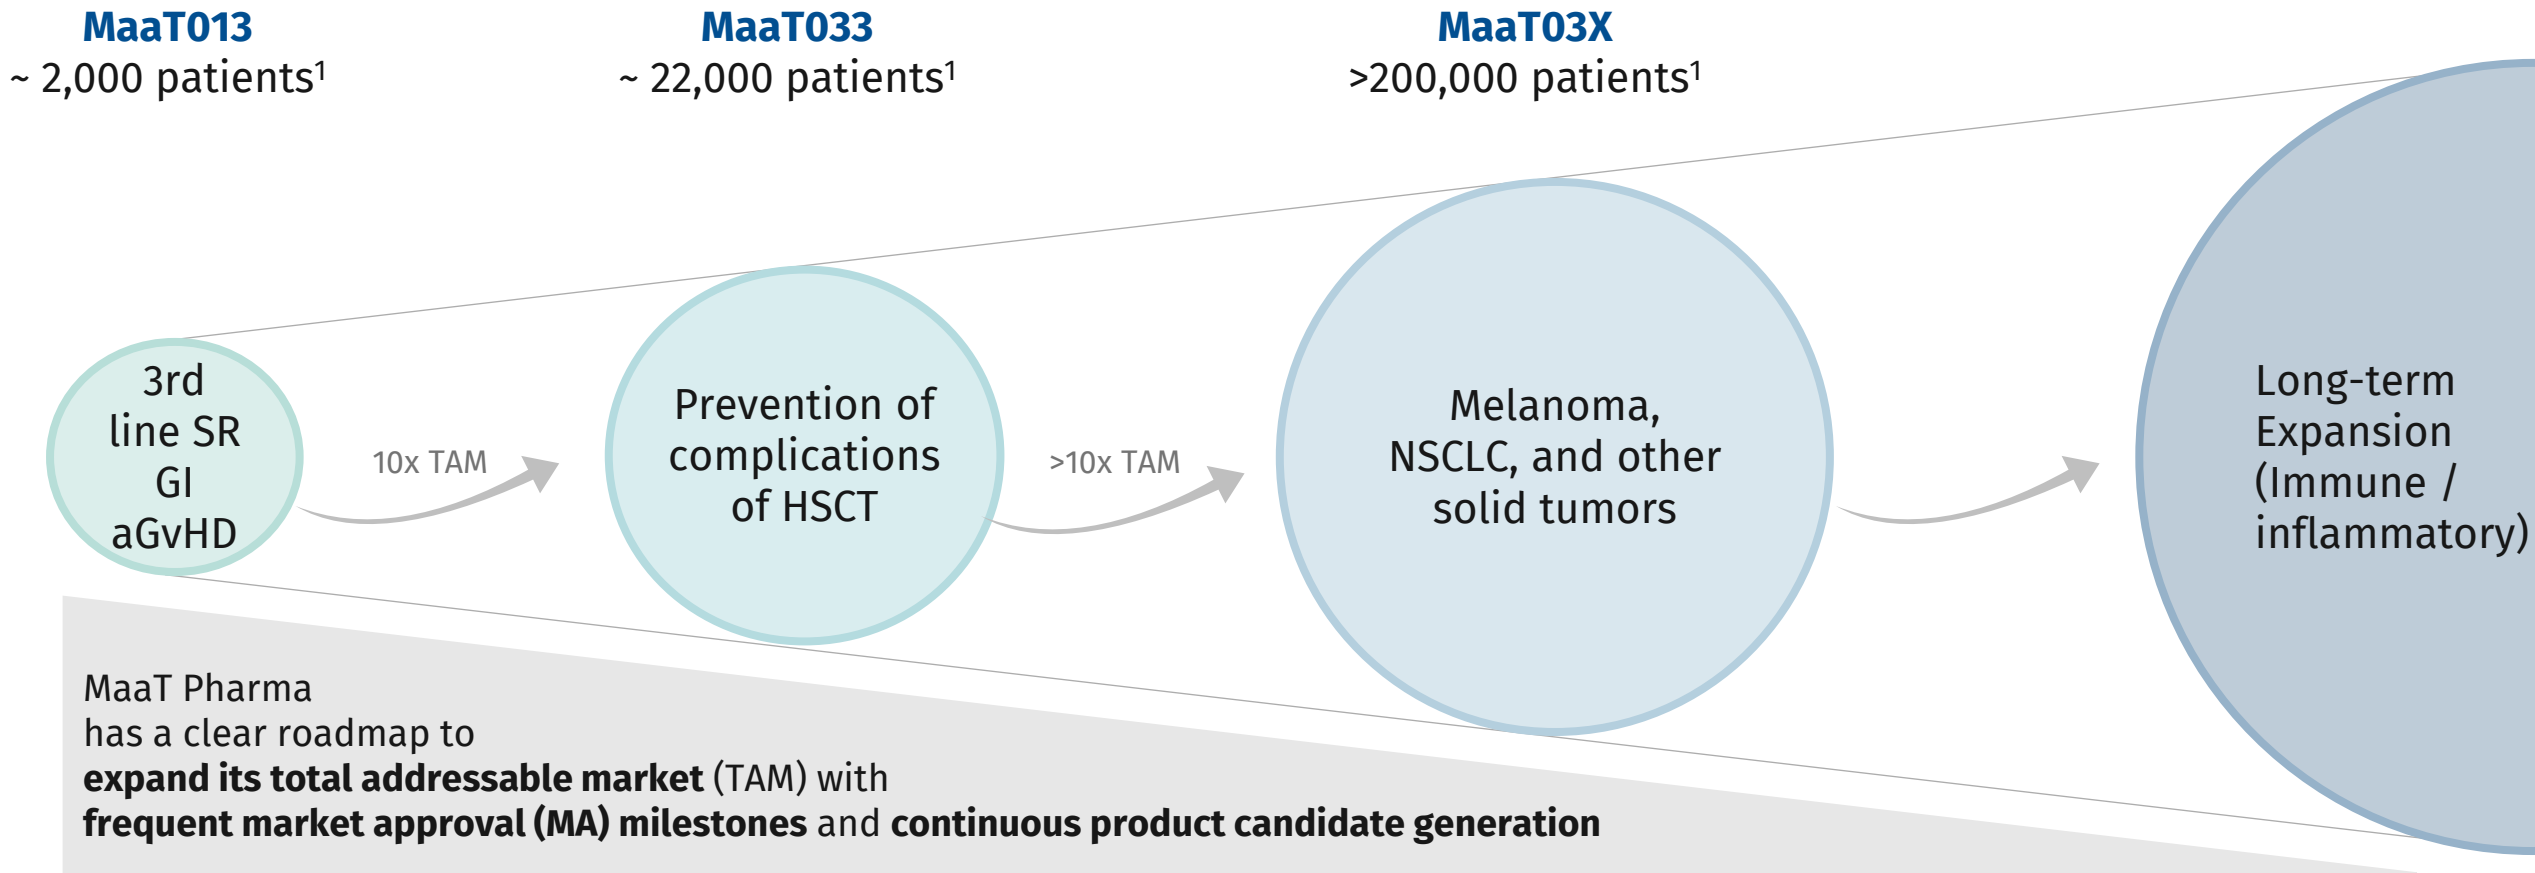 MaaT013
~ 2,000 patients¹
MaaT033
~ 22,000 patients¹
MaaT03X
>200,000 patients¹
3rd
line SR
GI
aGvHD
10x TAM
Prevention of
complications
of HSCT
>10x TAM
Melanoma,
NSCLC, and other
solid tumors
Long-term
Expansion
(Immune /
inflammatory)
MaaT Pharma
has a clear roadmap to
expand its total addressable market (TAM) with
frequent market approval (MA) milestones and continuous product candidate generation